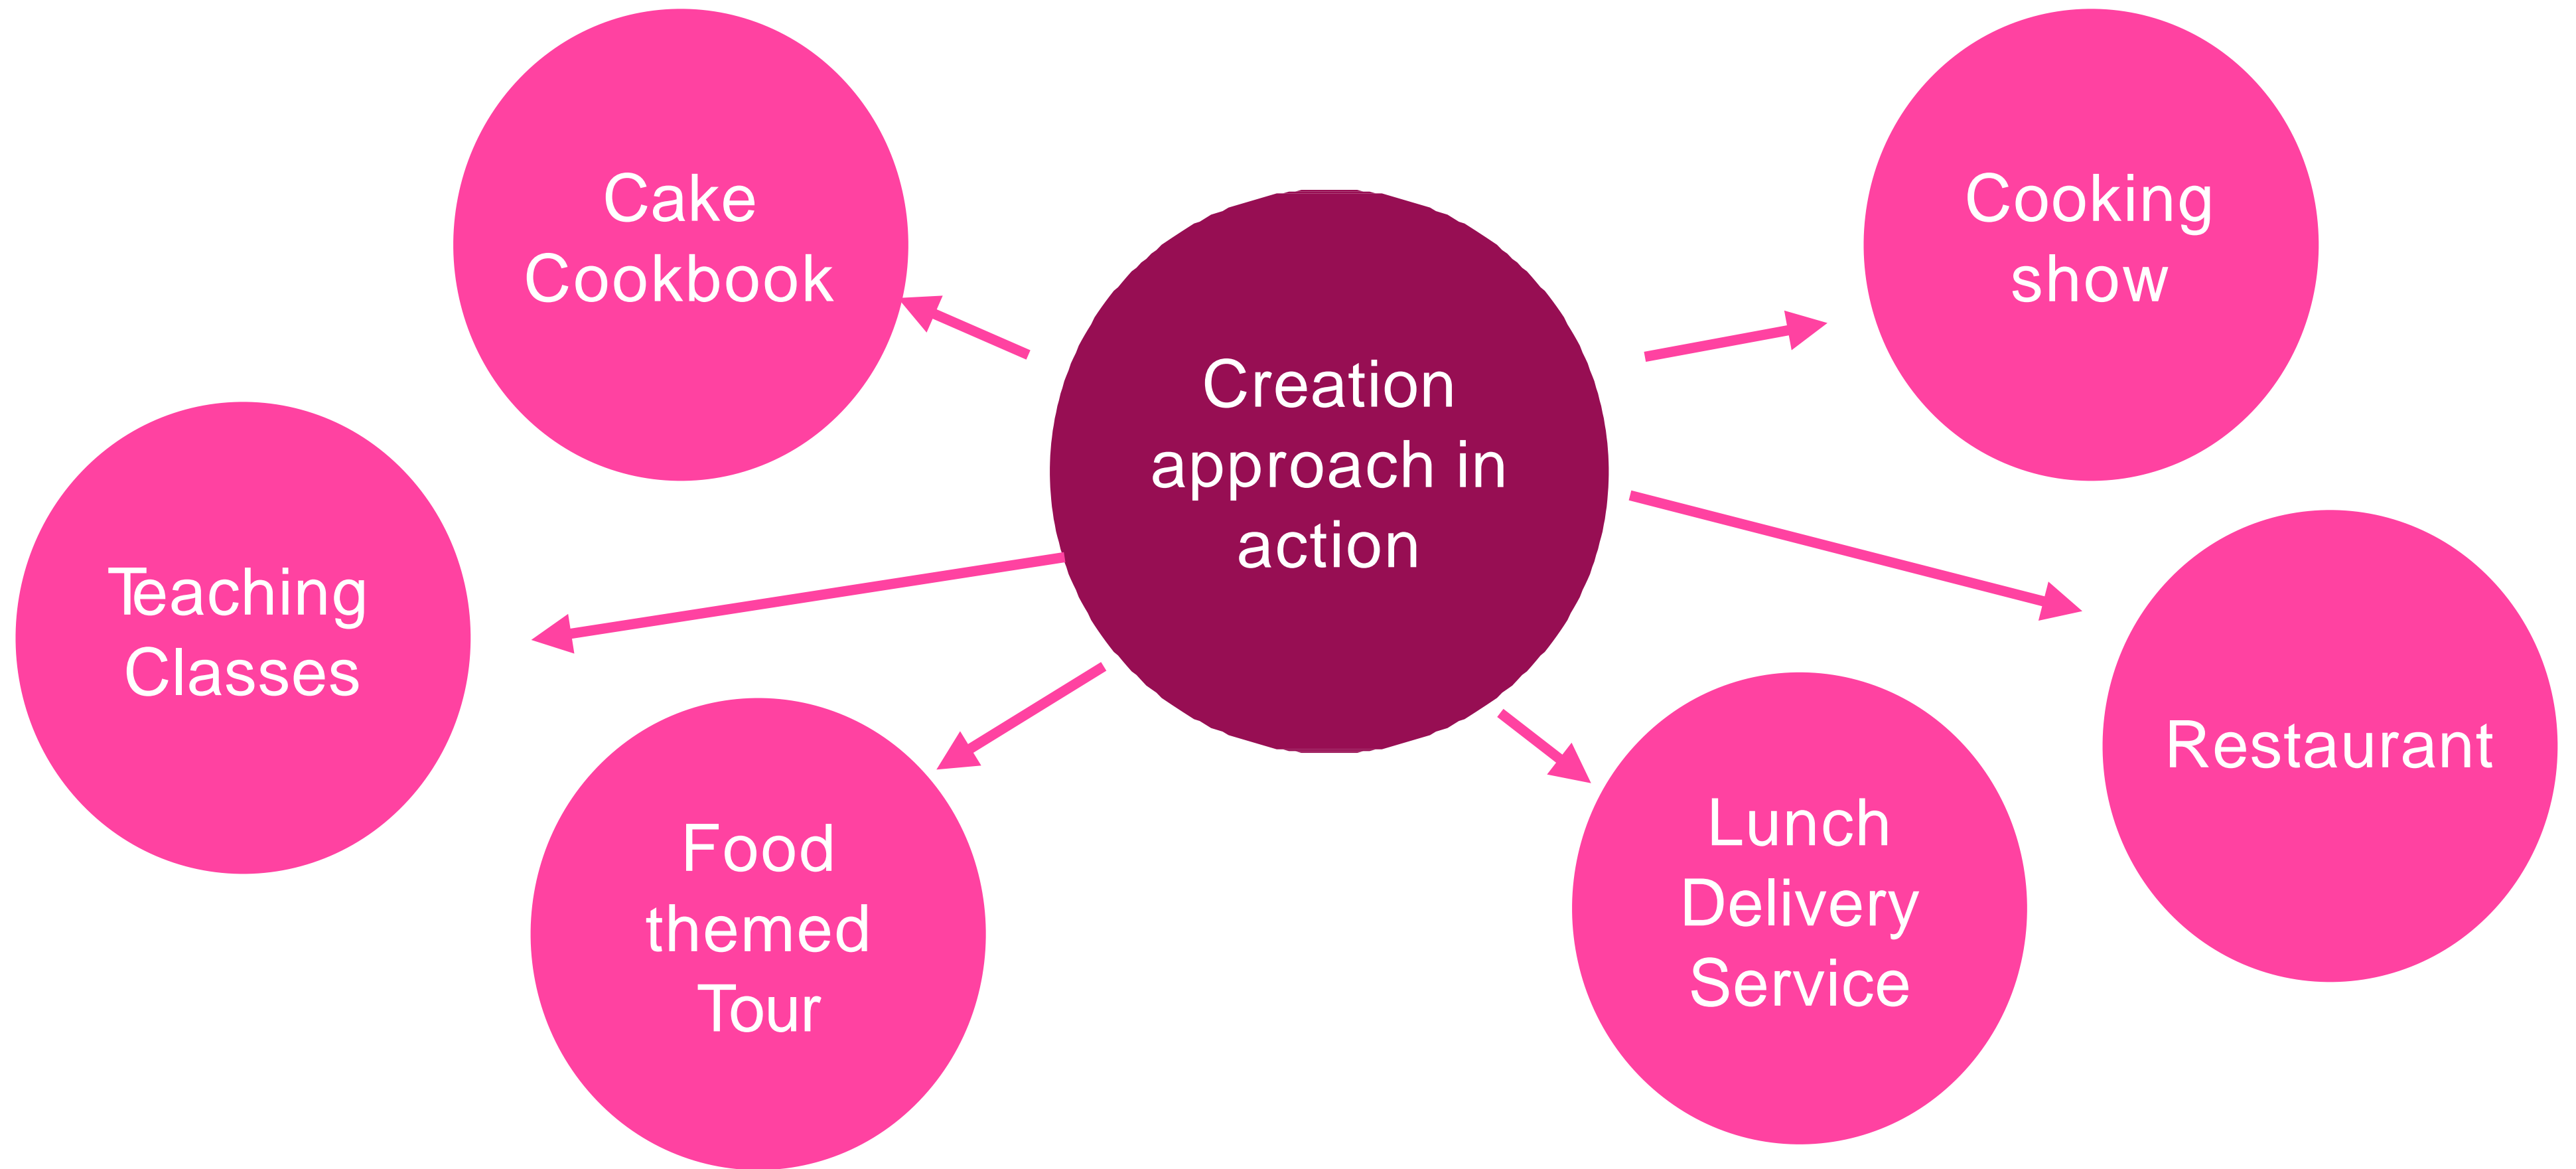 Cake
Cookbook
Cooking
show
Creation
approach in
action
Teaching
Classes
Restaurant
Food
themed
Tour
Lunch
Delivery
Service